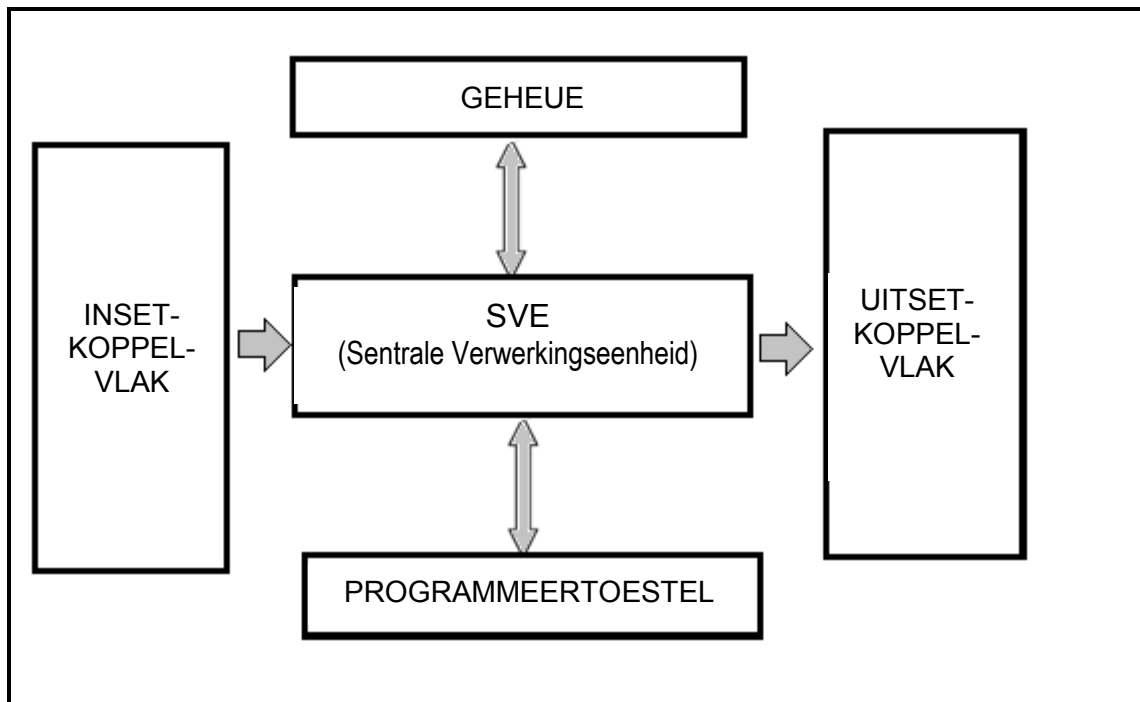 GEHEUE
INSET-
KOPPEL-
VLAK
SVE
(Sentrale Verwerkingseenheid)
UITSET-
KOPPEL-
VLAK
PROGRAMMEERTOESTEL